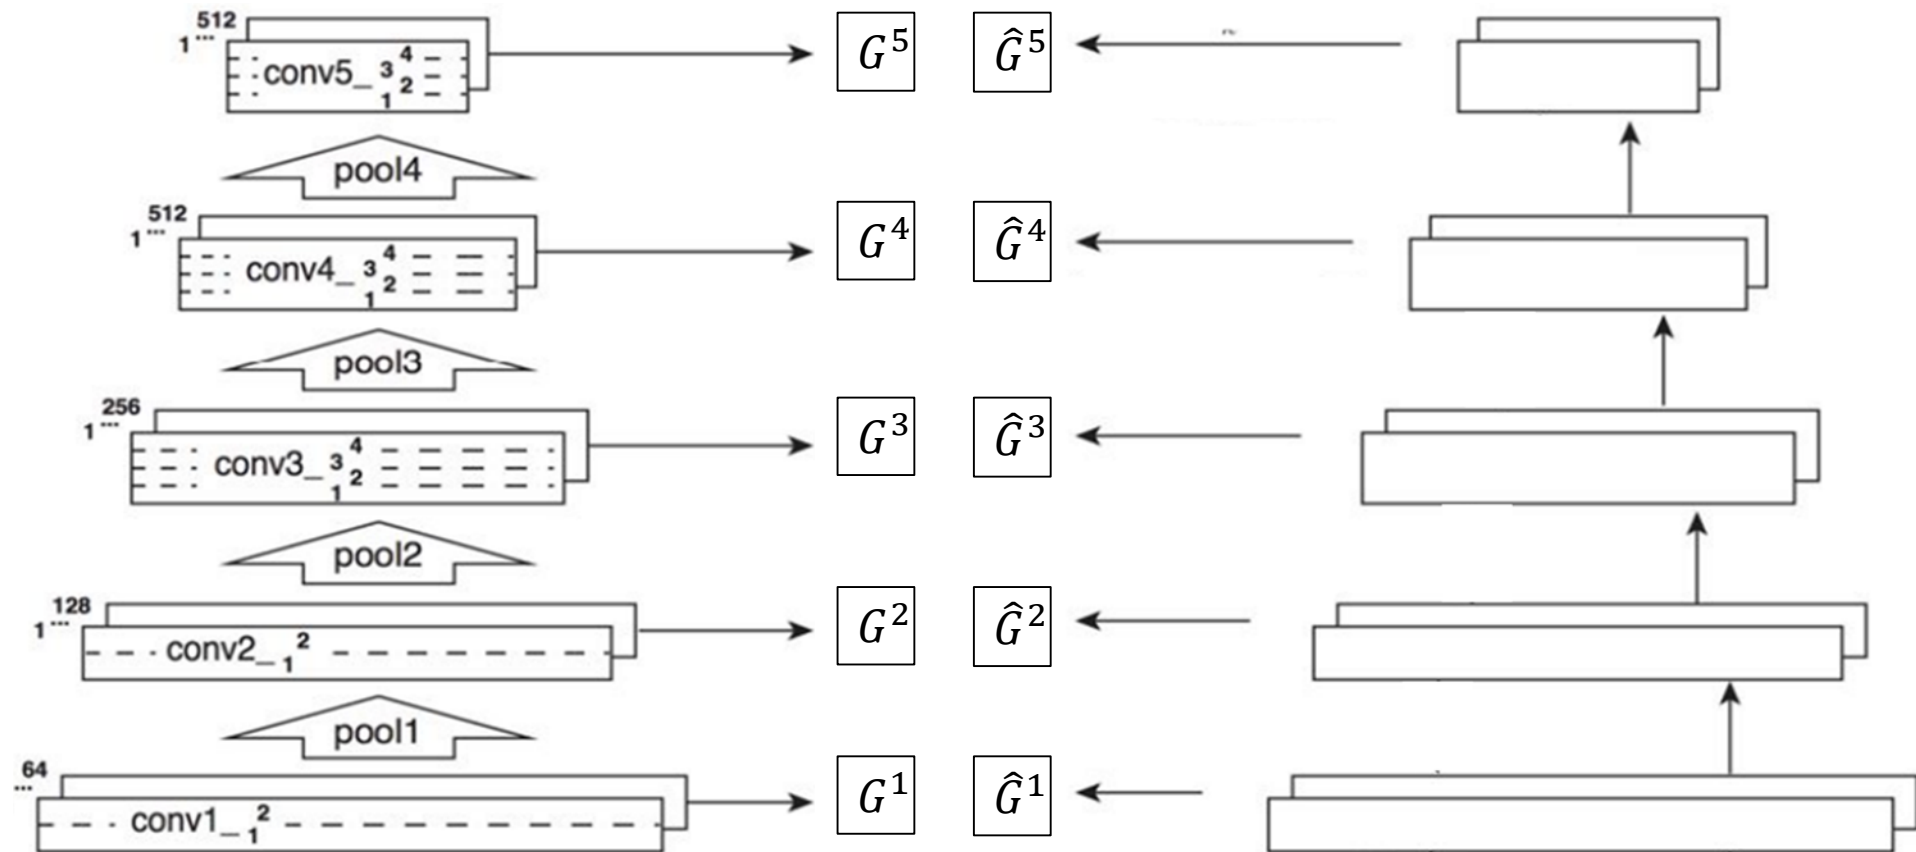 512
1 ...
conv5_ 1 2 3 4
G^5 Ĝ^5
pool4
512
1 ...
conv4_ 1 2 3 4
G^4 Ĝ^4
pool3
256
1 ...
conv3_ 1 2 3 4
G^3 Ĝ^3
pool2
128
1 ...
conv2_ 1 2
G^2 Ĝ^2
pool1
64
...
conv1_ 1 2
G^1 Ĝ^1